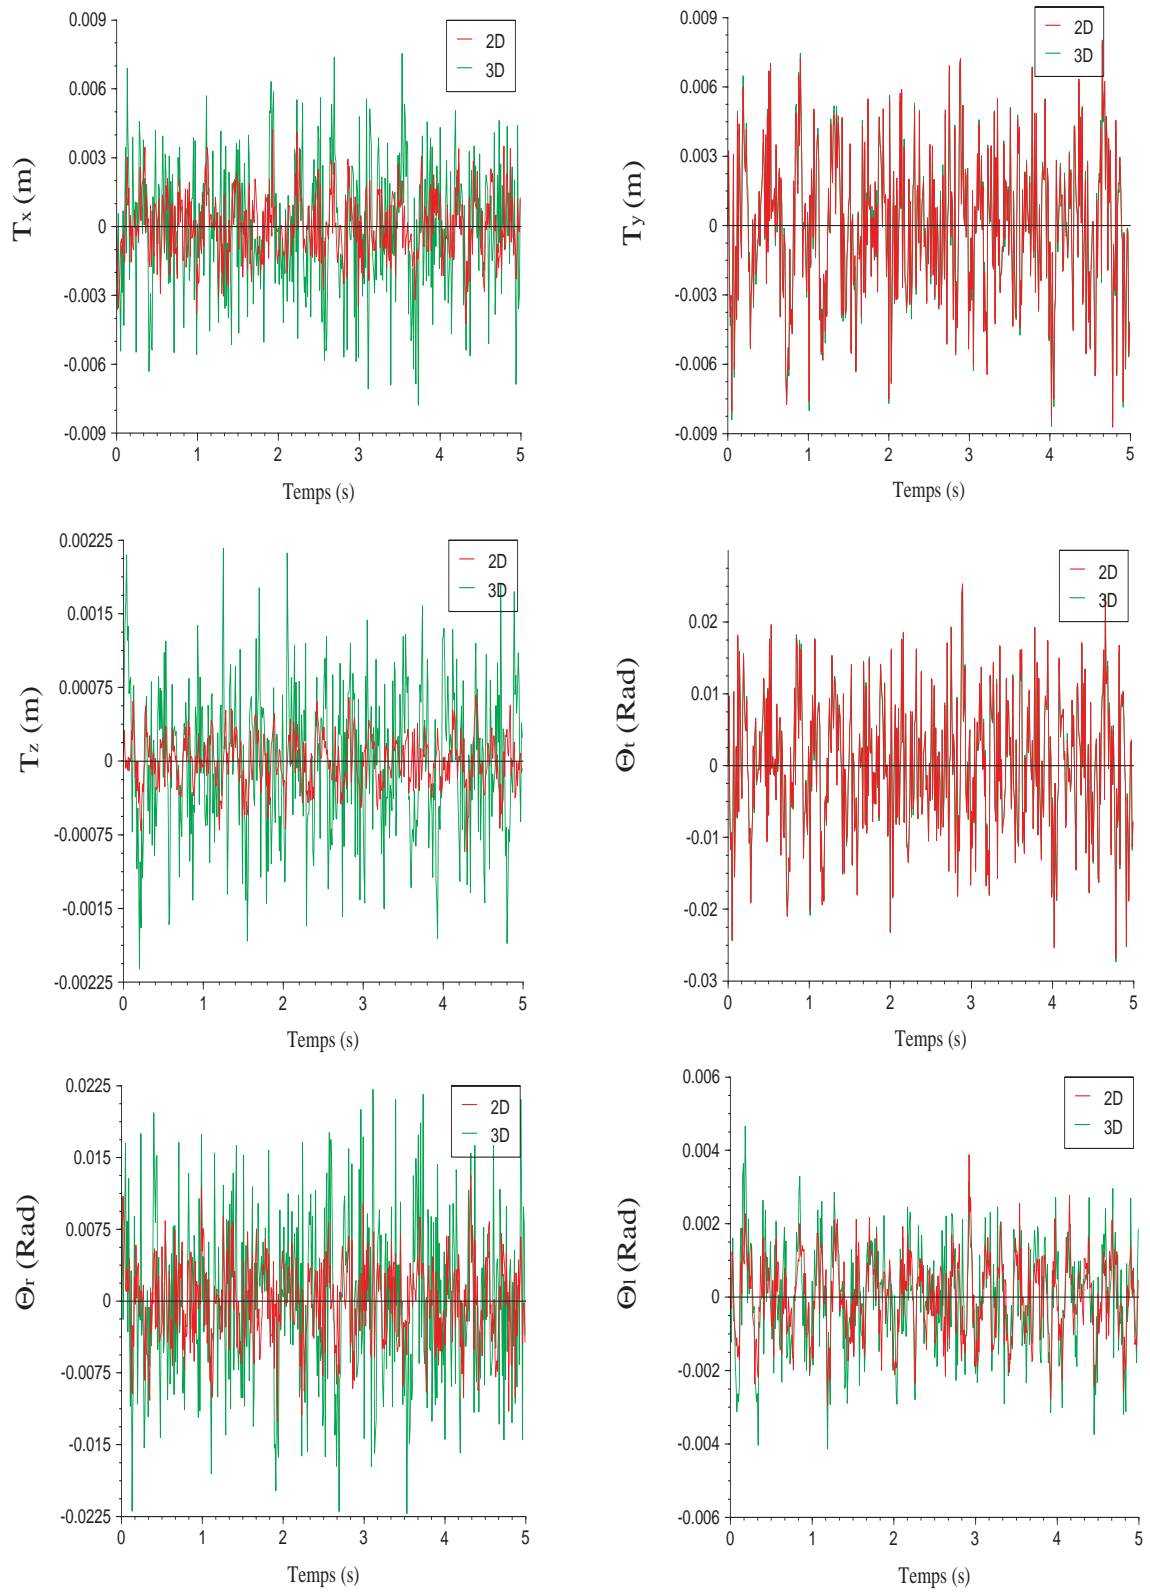 0.009
0.006
0.003
0
-0.003
-0.006
-0.009
Tx (m)
2D
3D
0 1 2 3 4 5
Temps (s)
0.009
0.006
0.003
0
-0.003
-0.006
-0.009
Ty (m)
2D
3D
0 1 2 3 4 5
Temps (s)
0.00225
0.0015
0.00075
0
-0.00075
-0.0015
-0.00225
Tz (m)
2D
3D
0 1 2 3 4 5
Temps (s)
0.02
0.01
0
-0.01
-0.02
-0.03
Θt (Rad)
2D
3D
0 1 2 3 4 5
Temps (s)
0.0225
0.015
0.0075
0
-0.0075
-0.015
-0.0225
Θr (Rad)
2D
3D
0 1 2 3 4 5
Temps (s)
0.006
0.004
0.002
0
-0.002
-0.004
-0.006
Θl (Rad)
2D
3D
0 1 2 3 4 5
Temps (s)